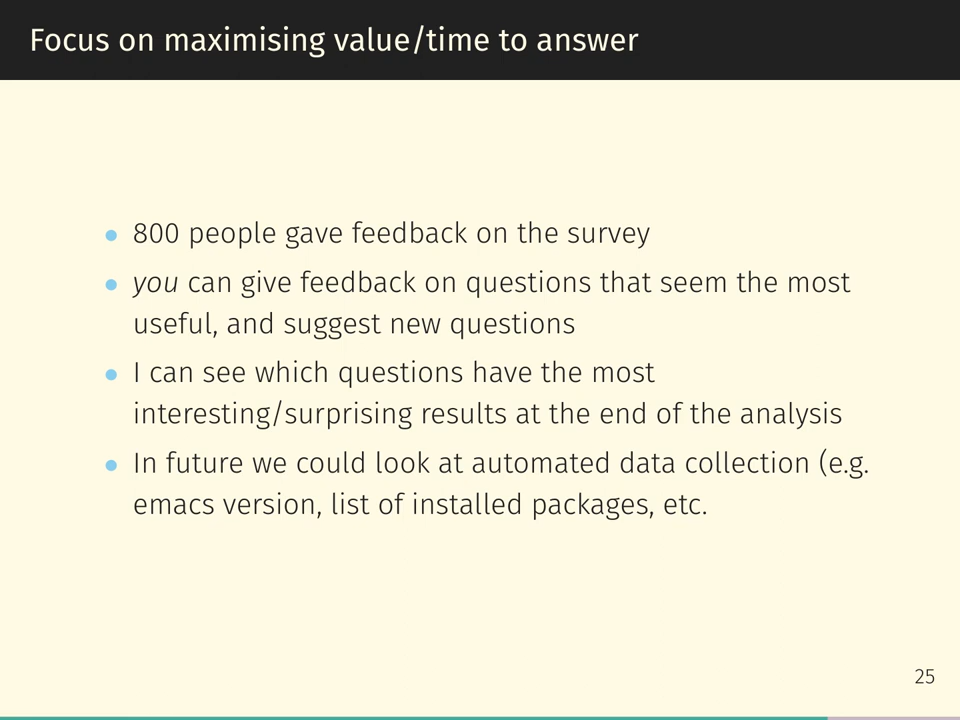 Focus on maximising value/time to answer
• 800 people gave feedback on the survey
• you can give feedback on questions that seem the most
useful, and suggest new questions
• I can see which questions have the most
interesting/surprising results at the end of the analysis
• In future we could look at automated data collection (e.g.
emacs version, list of installed packages, etc.
25